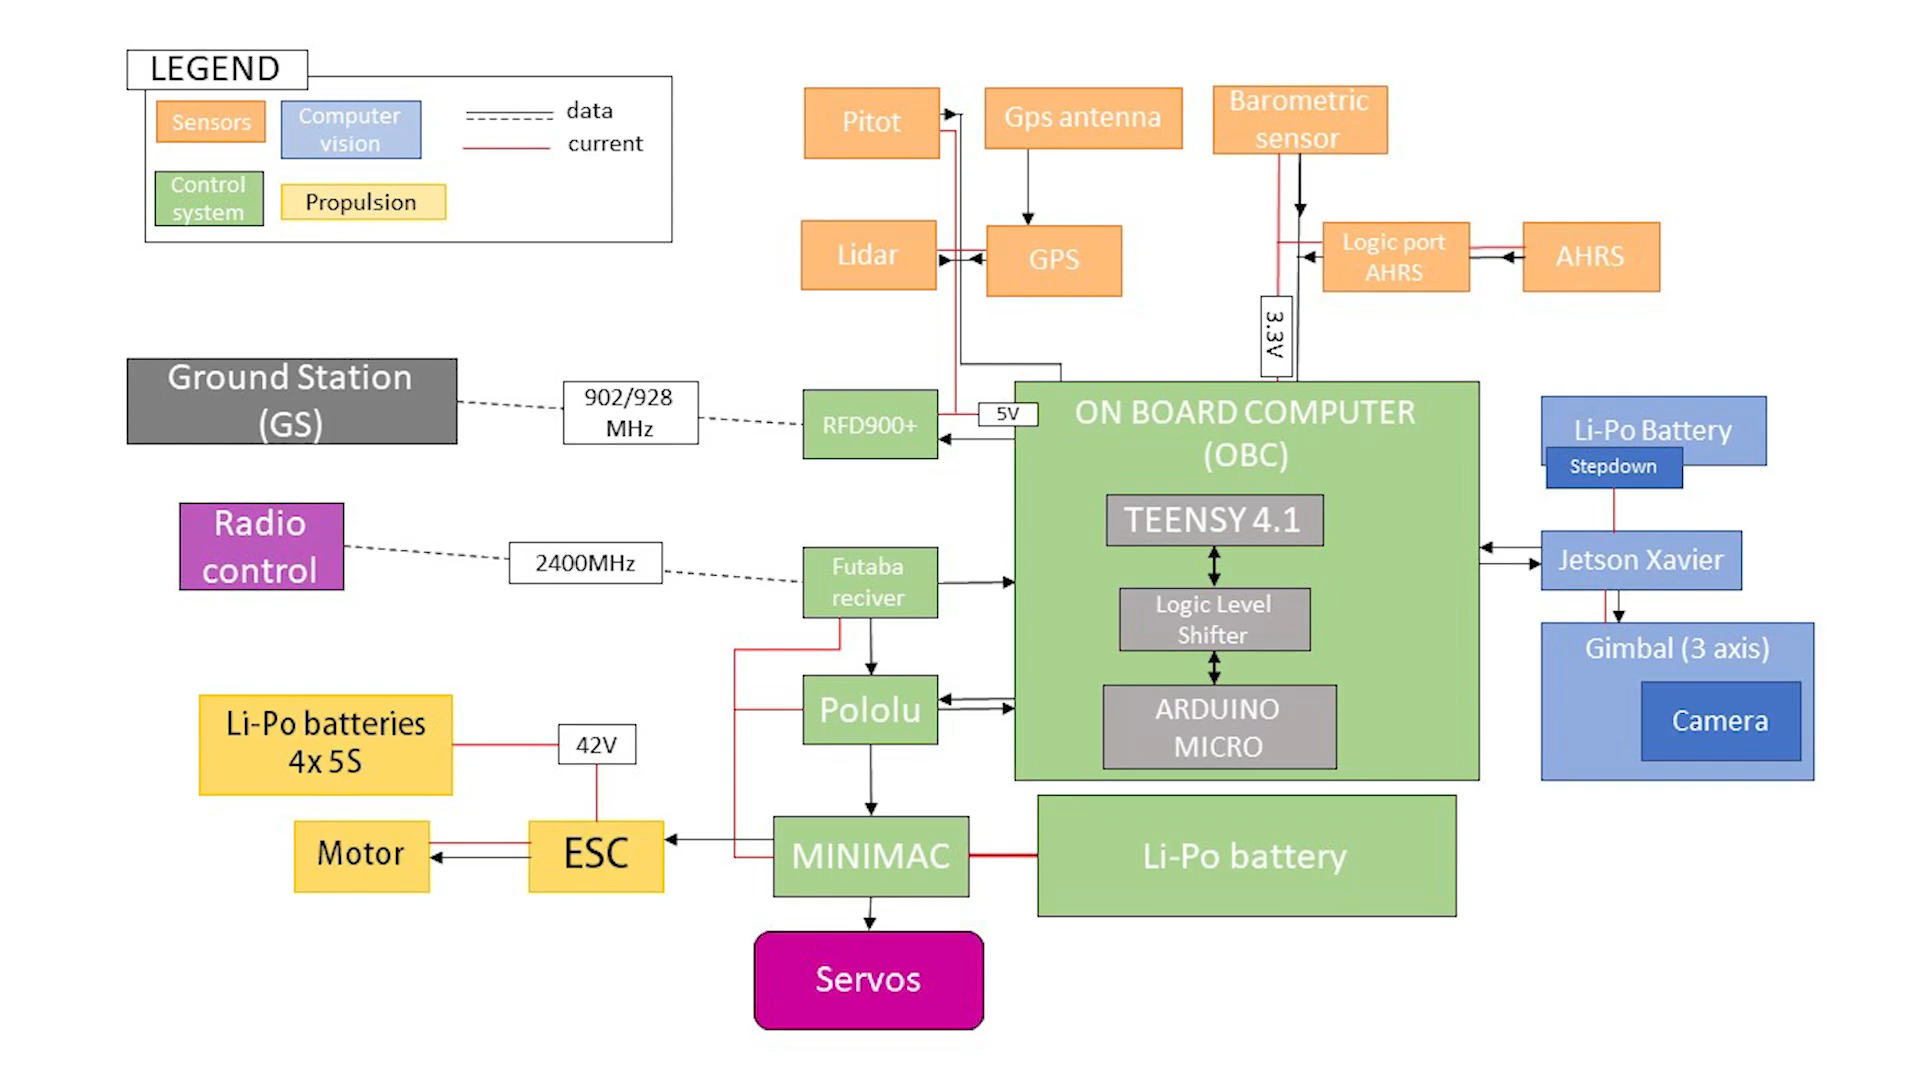 LEGEND
Sensors
Computer
vision
data
current
Control
system
Propulsion
Pitot
Gps antenna
Barometric
sensor
Lidar
GPS
Logic port
AHRS
AHRS
3.3V
Ground Station
(GS)
902/928
MHz
RFD900+
5V
ON BOARD COMPUTER
(OBC)
Li-Po Battery
Stepdown
Radio
control
2400MHz
Futaba
reciver
TEENSY 4.1
Logic Level
Shifter
ARDUINO
MICRO
Jetson Xavier
Gimbal (3 axis)
Camera
Pololu
Li-Po batteries
4x 5S
42V
Motor
ESC
MINIMAC
Li-Po battery
Servos